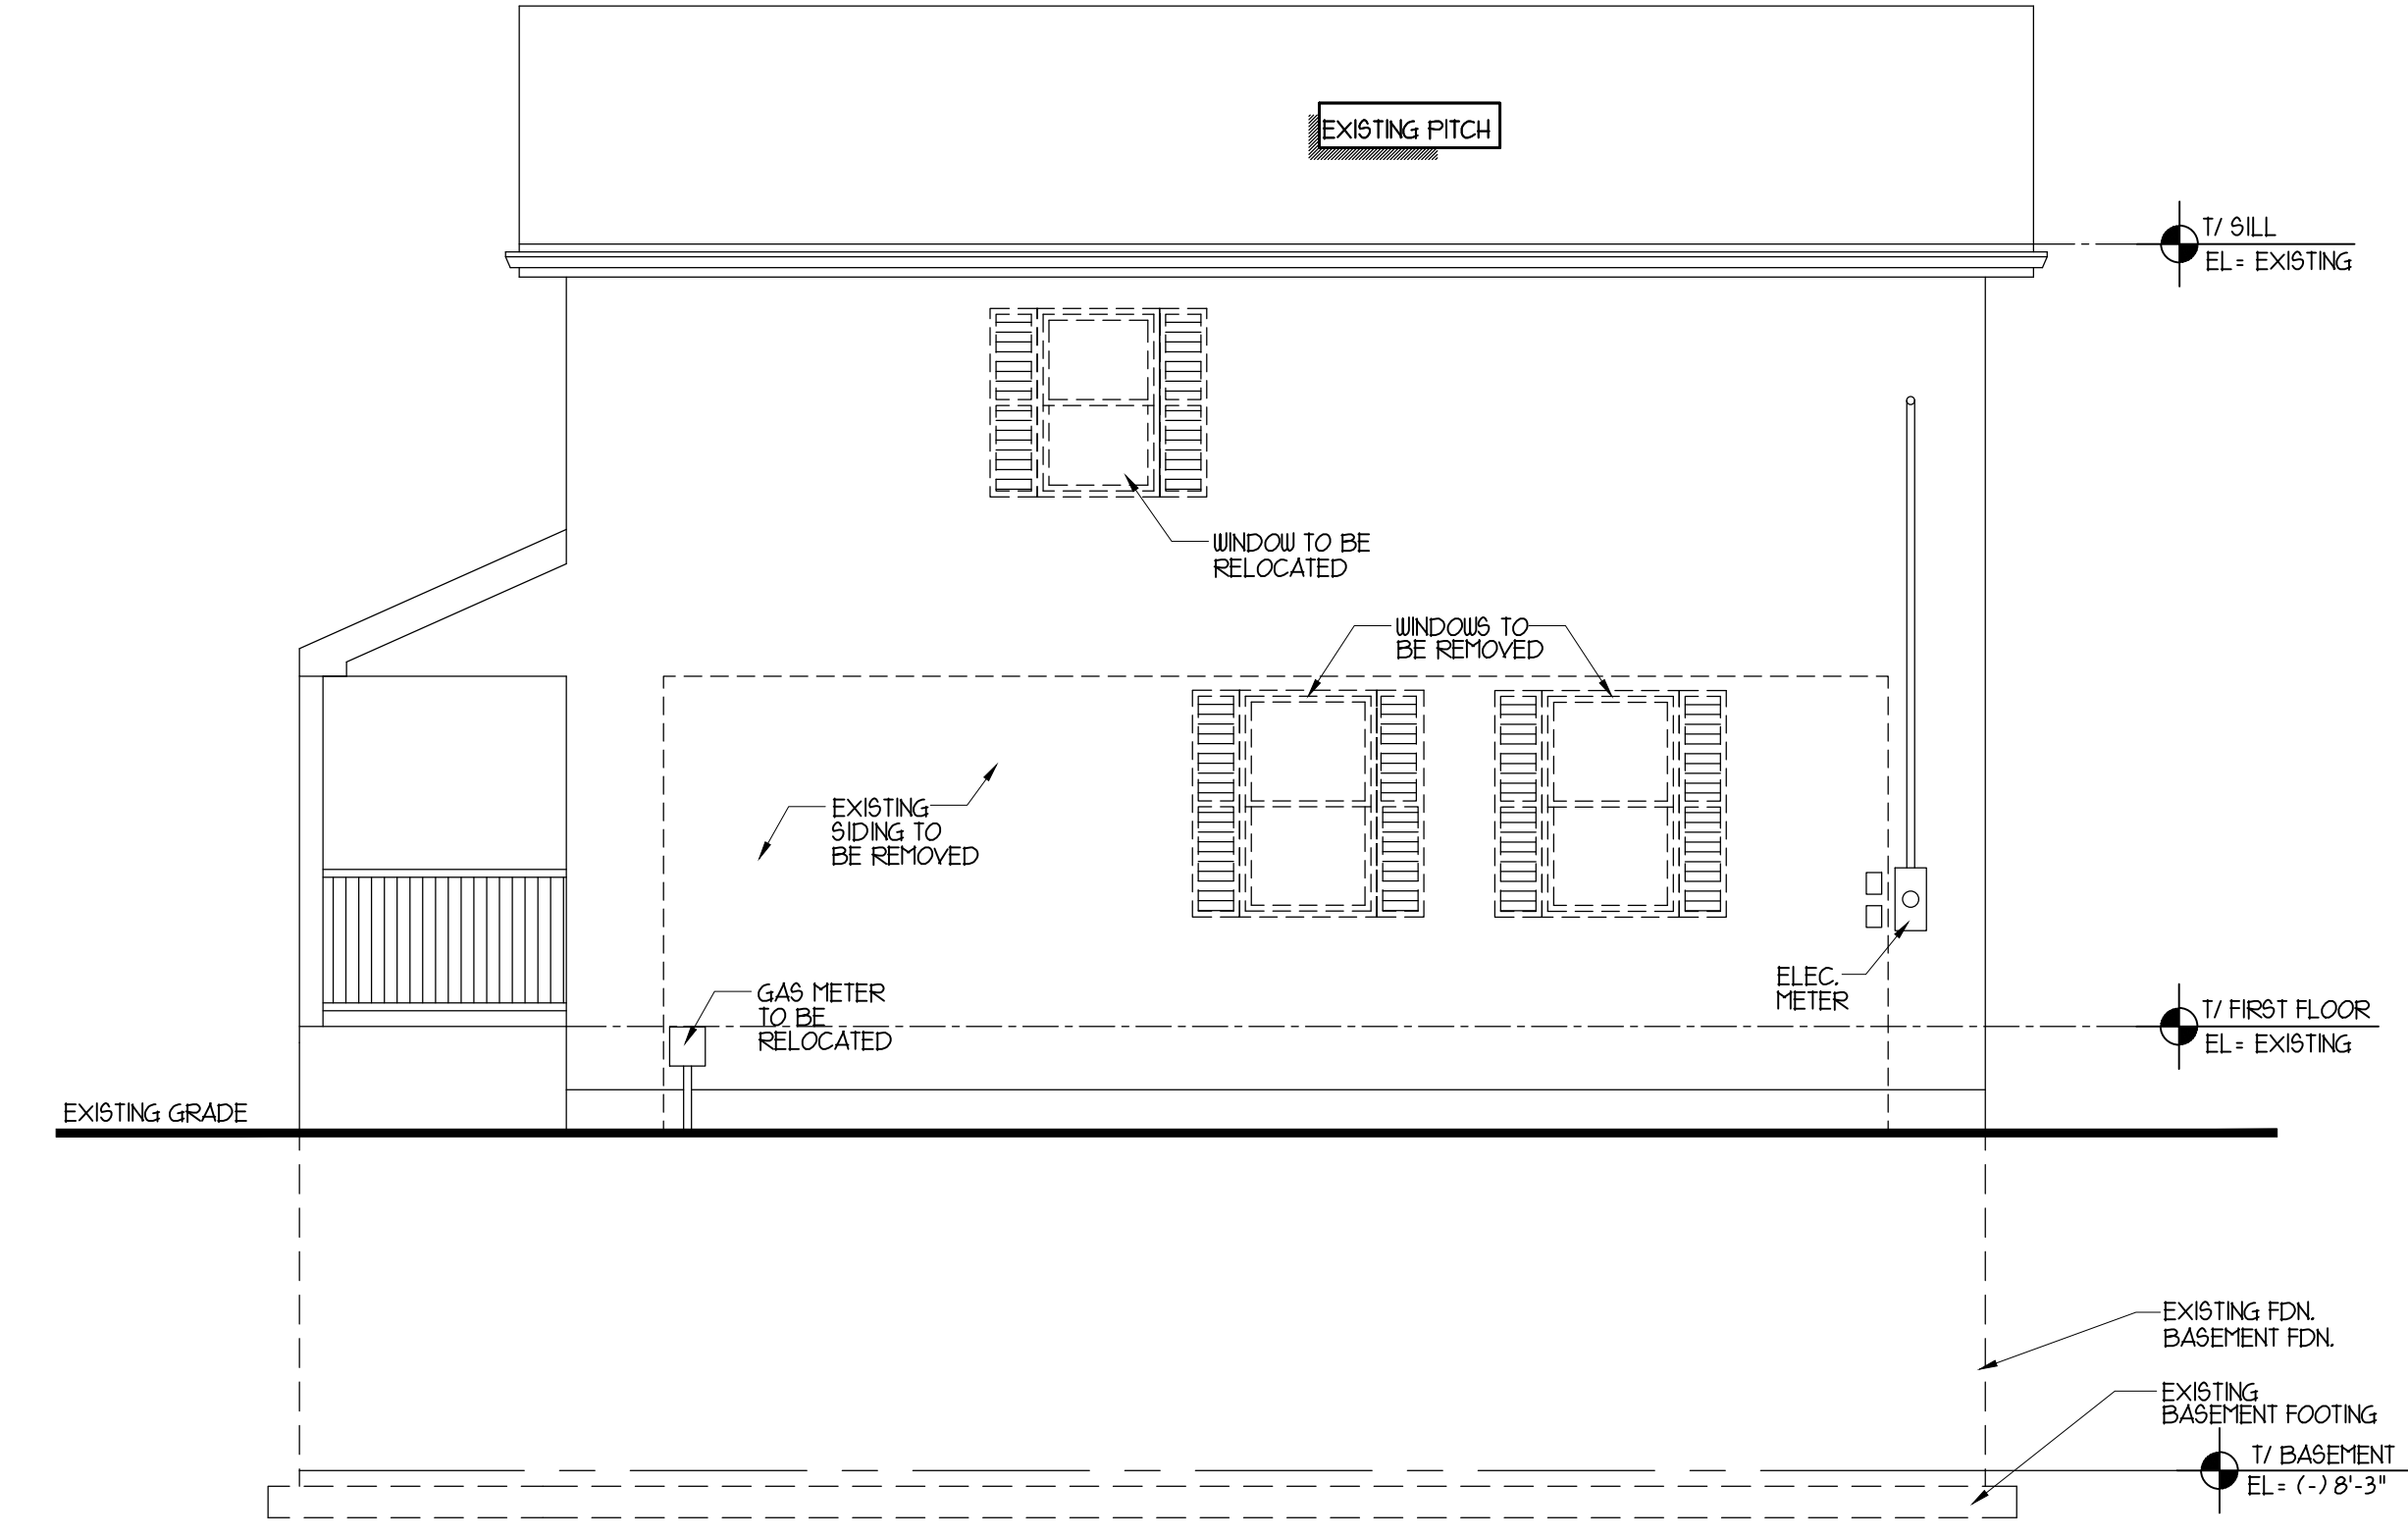 EXISTING PITCH
T/ SILL
EL= EXISTING
WINDOW TO BE
RELOCATED
WINDOWS TO
BE REMOVED
EXISTING
SIDING TO
BE REMOVED
GAS METER
TO BE
RELOCATED
ELEC.
METER
T/ FIRST FLOOR
EL= EXISTING
EXISTING GRADE
EXISTING FDN.
BASEMENT FDN.
EXISTING
BASEMENT FOOTING
T/ BASEMENT
EL= (-) 8'-3"